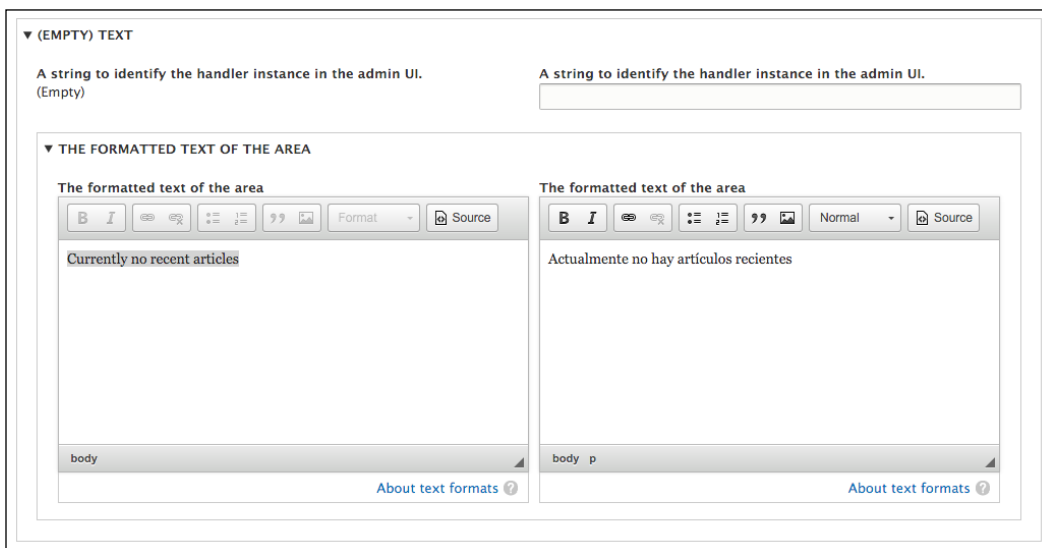 (EMPTY) TEXT
A string to identify the handler instance in the admin UI.
(Empty)
A string to identify the handler instance in the admin UI.
THE FORMATTED TEXT OF THE AREA
The formatted text of the area
B I Format Source
Currently no recent articles
body
About text formats ?
The formatted text of the area
B I Normal Source
Actualmente no hay artículos recientes
body p
About text formats ?